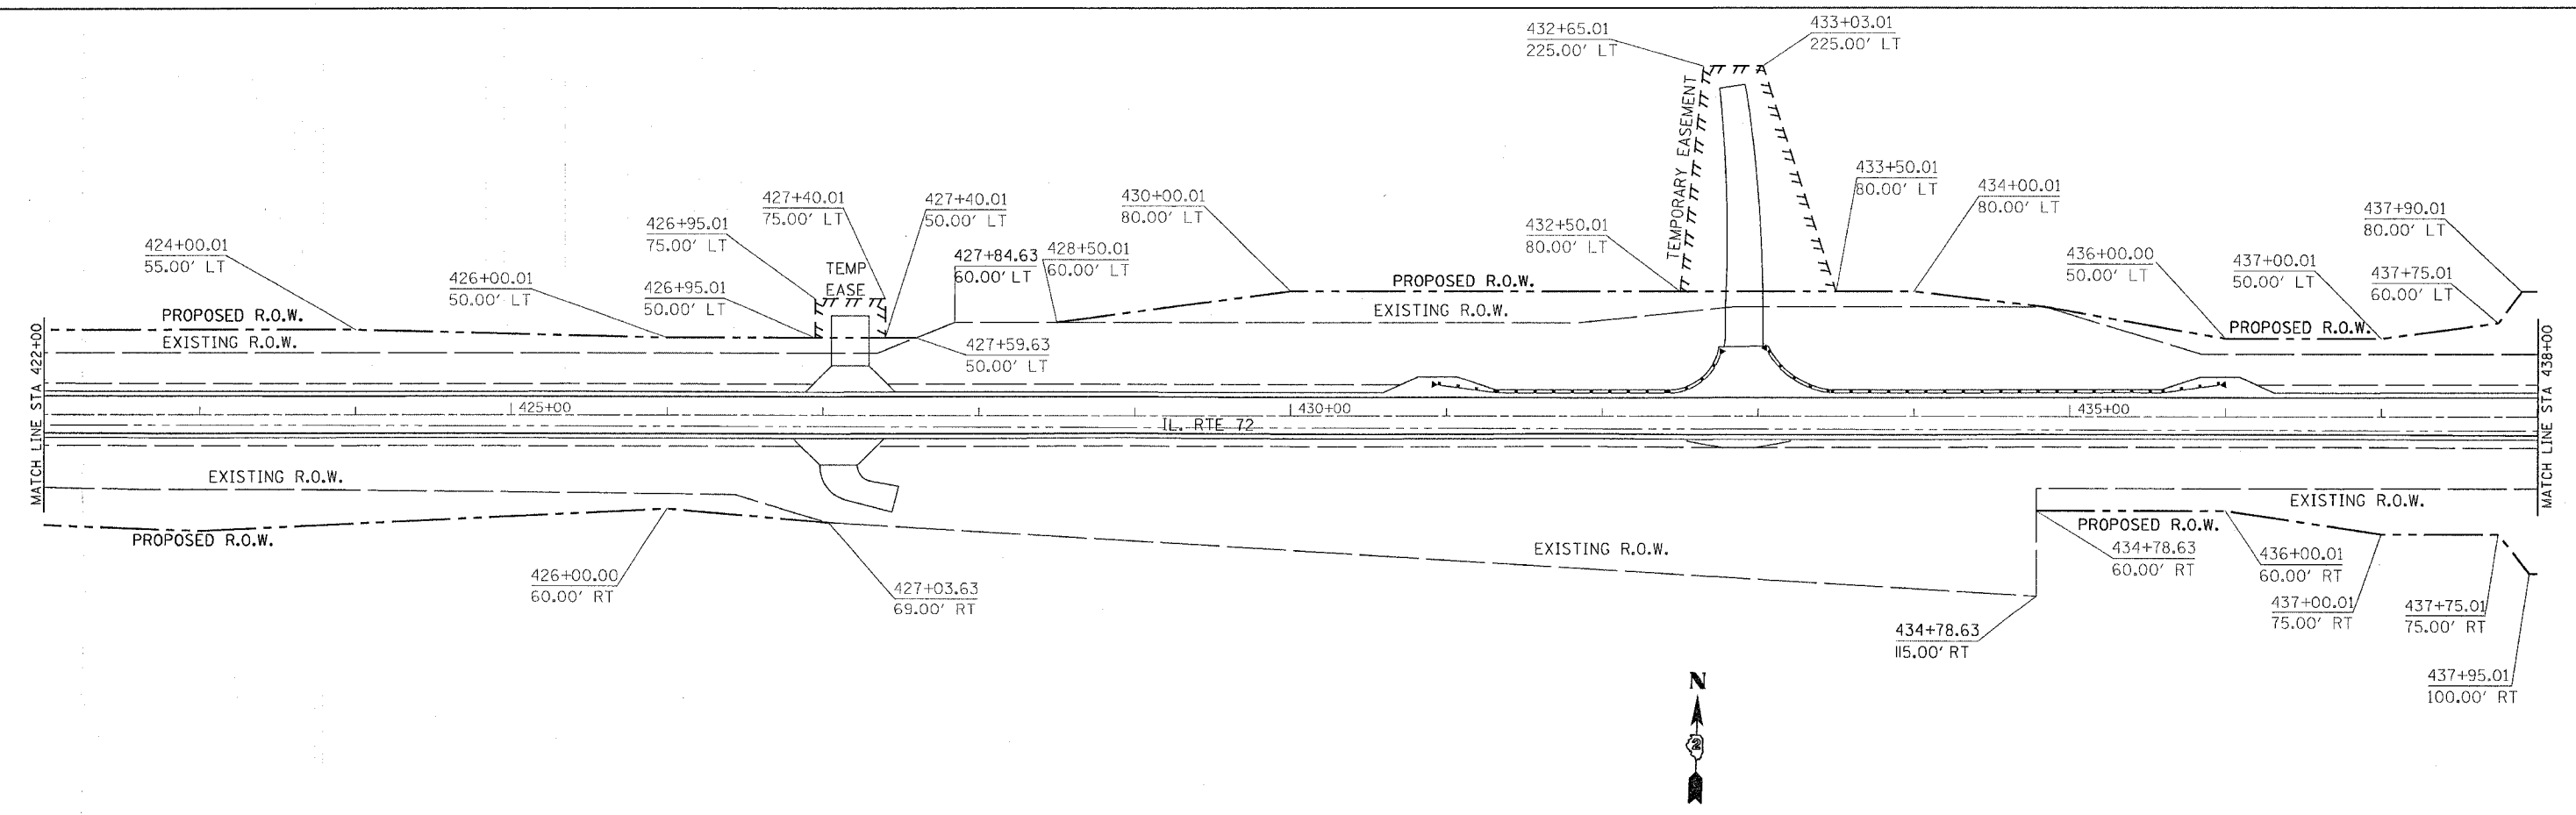 432+65.01
225.00' LT
433+03.01
225.00' LT
TEMPORARY EASEMENT
433+50.01
80.00' LT
434+00.01
80.00' LT
427+40.01
75.00' LT
427+40.01
50.00' LT
430+00.01
80.00' LT
426+95.01
75.00' LT
432+50.01
80.00' LT
437+90.01
80.00' LT
424+00.01
55.00' LT
427+84.63
60.00' LT
428+50.01
60.00' LT
436+00.00
50.00' LT
437+00.01
50.00' LT
437+75.01
60.00' LT
426+00.01
50.00' LT
426+95.01
50.00' LT
TEMP
EASE
PROPOSED R.O.W.
PROPOSED R.O.W.
EXISTING R.O.W.
PROPOSED R.O.W.
EXISTING R.O.W.
427+59.63
50.00' LT
MATCH LINE STA 422+00
MATCH LINE STA 438+00
425+00
430+00
435+00
IL. RTE 72
EXISTING R.O.W.
EXISTING R.O.W.
PROPOSED R.O.W.
PROPOSED R.O.W.
EXISTING R.O.W.
434+78.63
60.00' RT
436+00.01
60.00' RT
426+00.00
60.00' RT
427+03.63
69.00' RT
437+00.01
75.00' RT
437+75.01
75.00' RT
434+78.63
115.00' RT
437+95.01
100.00' RT
N
2